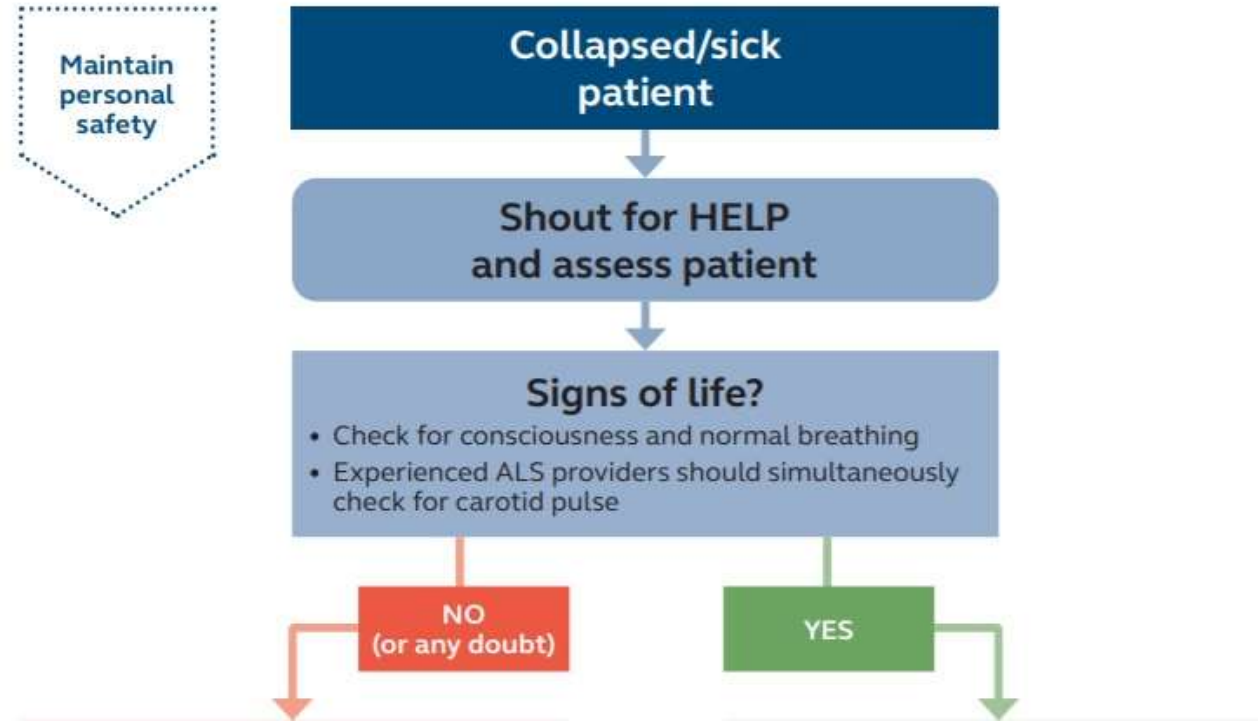 Maintain
personal
safety
Collapsed/sick
patient
Shout for HELP
and assess patient
Signs of life?
• Check for consciousness and normal breathing
• Experienced ALS providers should simultaneously
check for carotid pulse
NO
(or any doubt)
YES